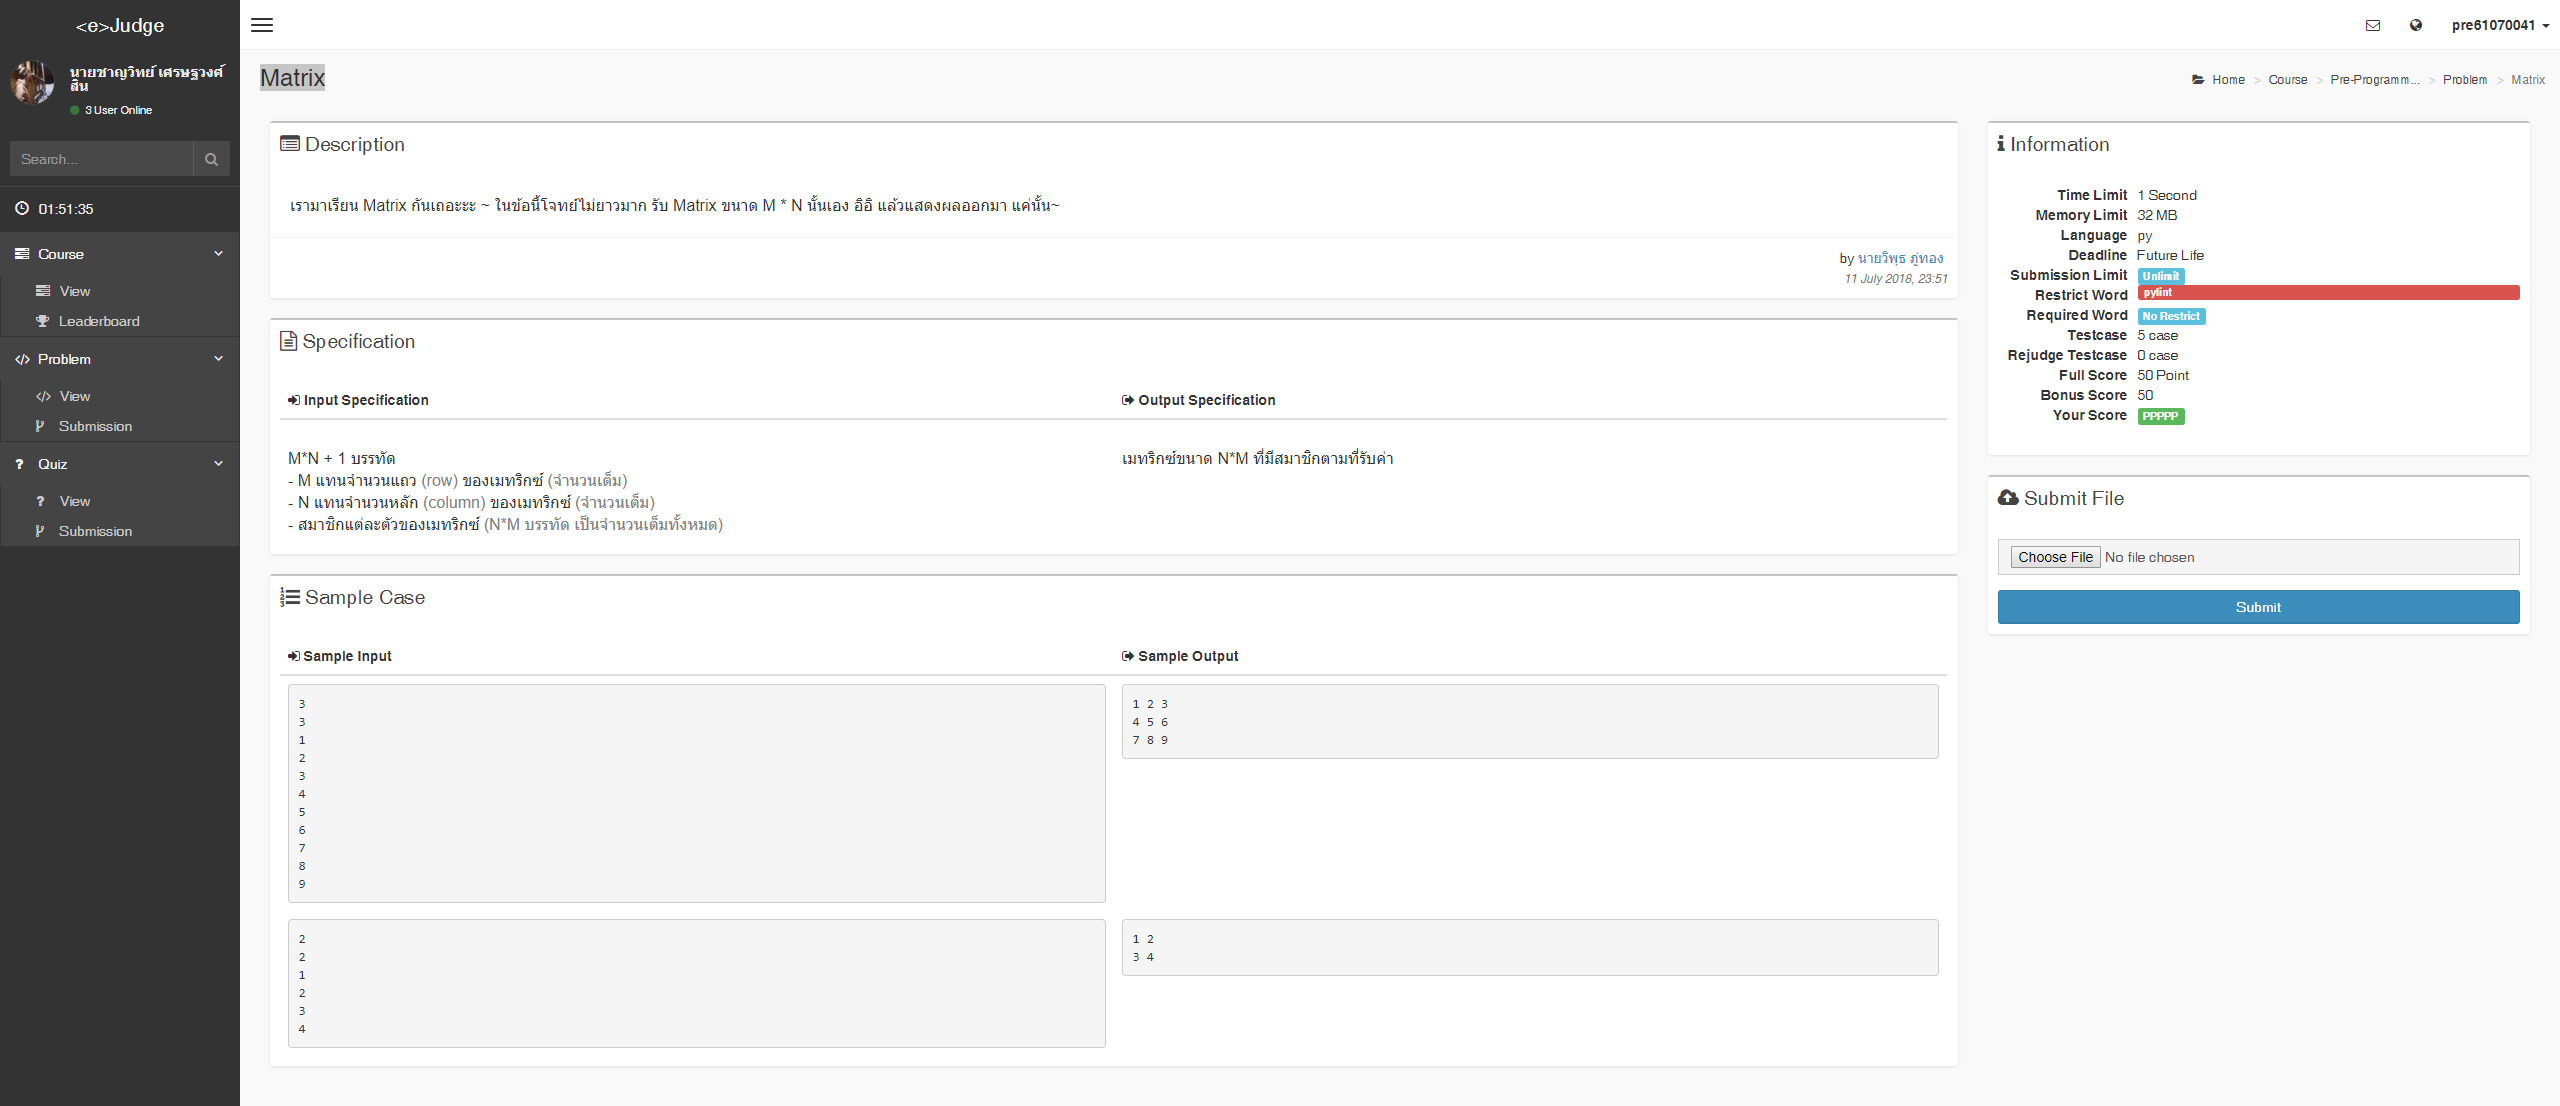 <e>Judge
นายชาญวิทย์ เศรษฐวงศ์
สิน
3 User Online
Search...
01:51:35
Course
View
Leaderboard
Problem
View
Submission
Quiz
View
Submission
pre61070041
Matrix
Home > Course > Pre-Programm... > Problem > Matrix
Description
เรามาเรียน Matrix กันเถอะะะ ~ ในข้อนี้โจทย์ไม่ยาวมาก รับ Matrix ขนาด M * N นั้นเอง อิอิ แล้วแสดงผลออกมา แค่นั้น~
by นายวิพุธ ภู่ทอง
11 July 2018, 23:51
Specification
Input Specification
M*N + 1 บรรทัด
- M แทนจำนวนแถว (row) ของเมทริกซ์ (จำนวนเต็ม)
- N แทนจำนวนหลัก (column) ของเมทริกซ์ (จำนวนเต็ม)
- สมาชิกแต่ละตัวของเมทริกซ์ (N*M บรรทัด เป็นจำนวนเต็มทั้งหมด)
Output Specification
เมทริกซ์ขนาด N*M ที่มีสมาชิกตามที่รับค่า
Sample Case
Sample Input
Sample Output
3
3
1
2
3
4
5
6
7
8
9
1 2 3
4 5 6
7 8 9
2
2
1
2
3
4
1 2
3 4
Information
Time Limit 1 Second
Memory Limit 32 MB
Language py
Deadline Future Life
Submission Limit Unlimit
Restrict Word pylint
Required Word No Restrict
Testcase 5 case
Rejudge Testcase 0 case
Full Score 50 Point
Bonus Score 50
Your Score PPPPP
Submit File
Choose File No file chosen
Submit